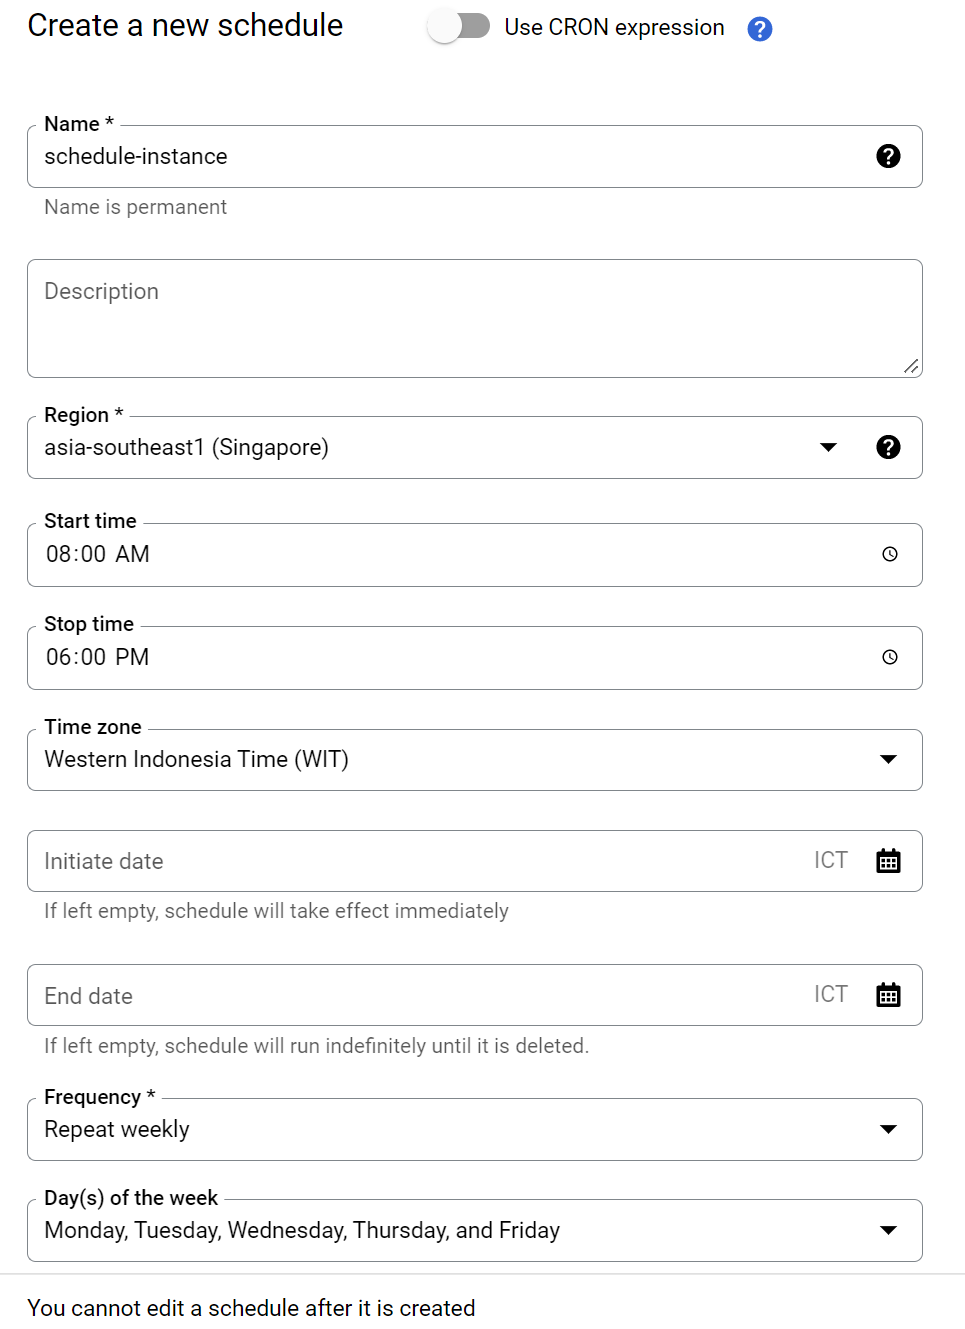 Create a new schedule
Use CRON expression
?
Name *
schedule-instance
?
Name is permanent
Description
Region *
asia-southeast1 (Singapore)
?
Start time
08:00 AM
Stop time
06:00 PM
Time zone
Western Indonesia Time (WIT)
Initiate date
ICT
If left empty, schedule will take effect immediately
End date
ICT
If left empty, schedule will run indefinitely until it is deleted.
Frequency *
Repeat weekly
Day(s) of the week
Monday, Tuesday, Wednesday, Thursday, and Friday
You cannot edit a schedule after it is created